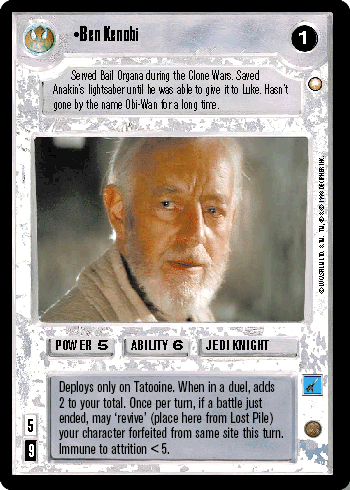 •Ben Kenobi
1
Served Bail Organa during the Clone Wars. Saved
Anakin's lightsaber until he was able to give it to Luke. Hasn't
gone by the name Obi-Wan for a long time.
POWER 5 ABILITY 6 JEDI KNIGHT
Deploys only on Tatooine. When in a duel, adds
2 to your total. Once per turn, if a battle just
ended, may ‘revive’ (place here from Lost Pile)
your character forfeited from same site this turn.
Immune to attrition < 5.
5
9